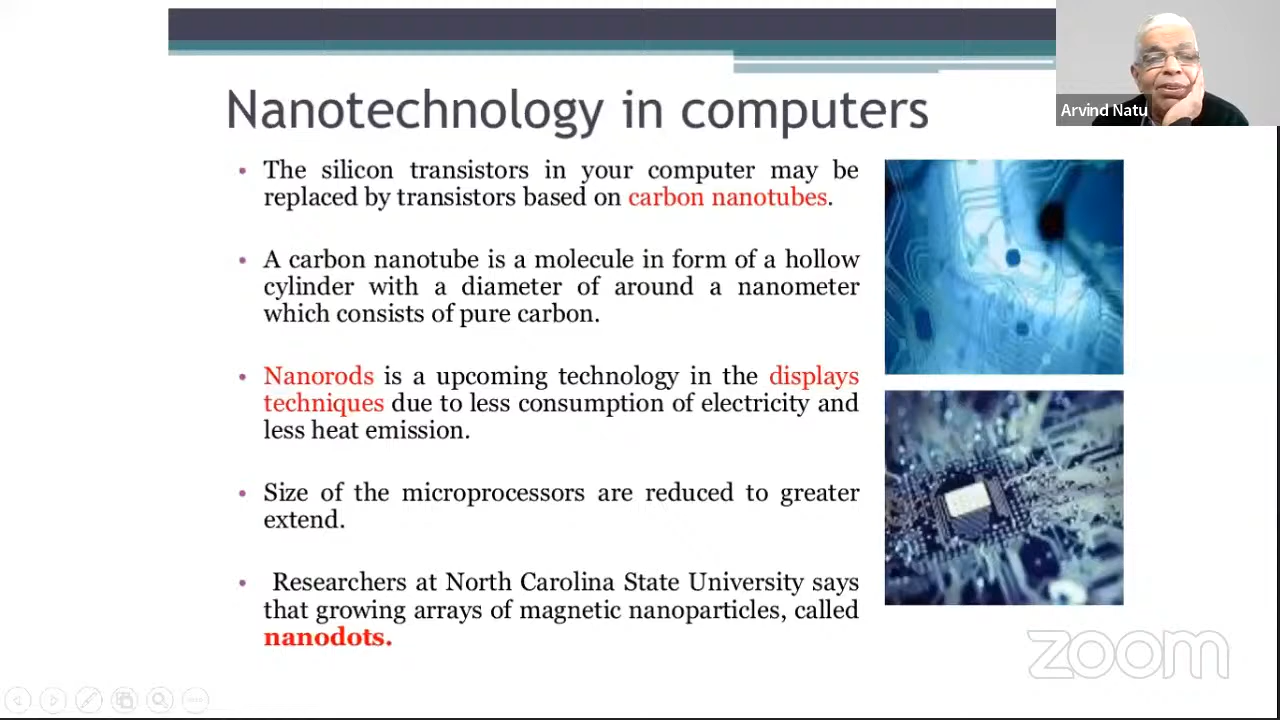 Nanotechnology in computers
Arvind Natu
• The silicon transistors in your computer may be
replaced by transistors based on carbon nanotubes.
• A carbon nanotube is a molecule in form of a hollow
cylinder with a diameter of around a nanometer
which consists of pure carbon.
• Nanorods is a upcoming technology in the displays
techniques due to less consumption of electricity and
less heat emission.
• Size of the microprocessors are reduced to greater
extend.
• Researchers at North Carolina State University says
that growing arrays of magnetic nanoparticles, called
nanodots.
zoom